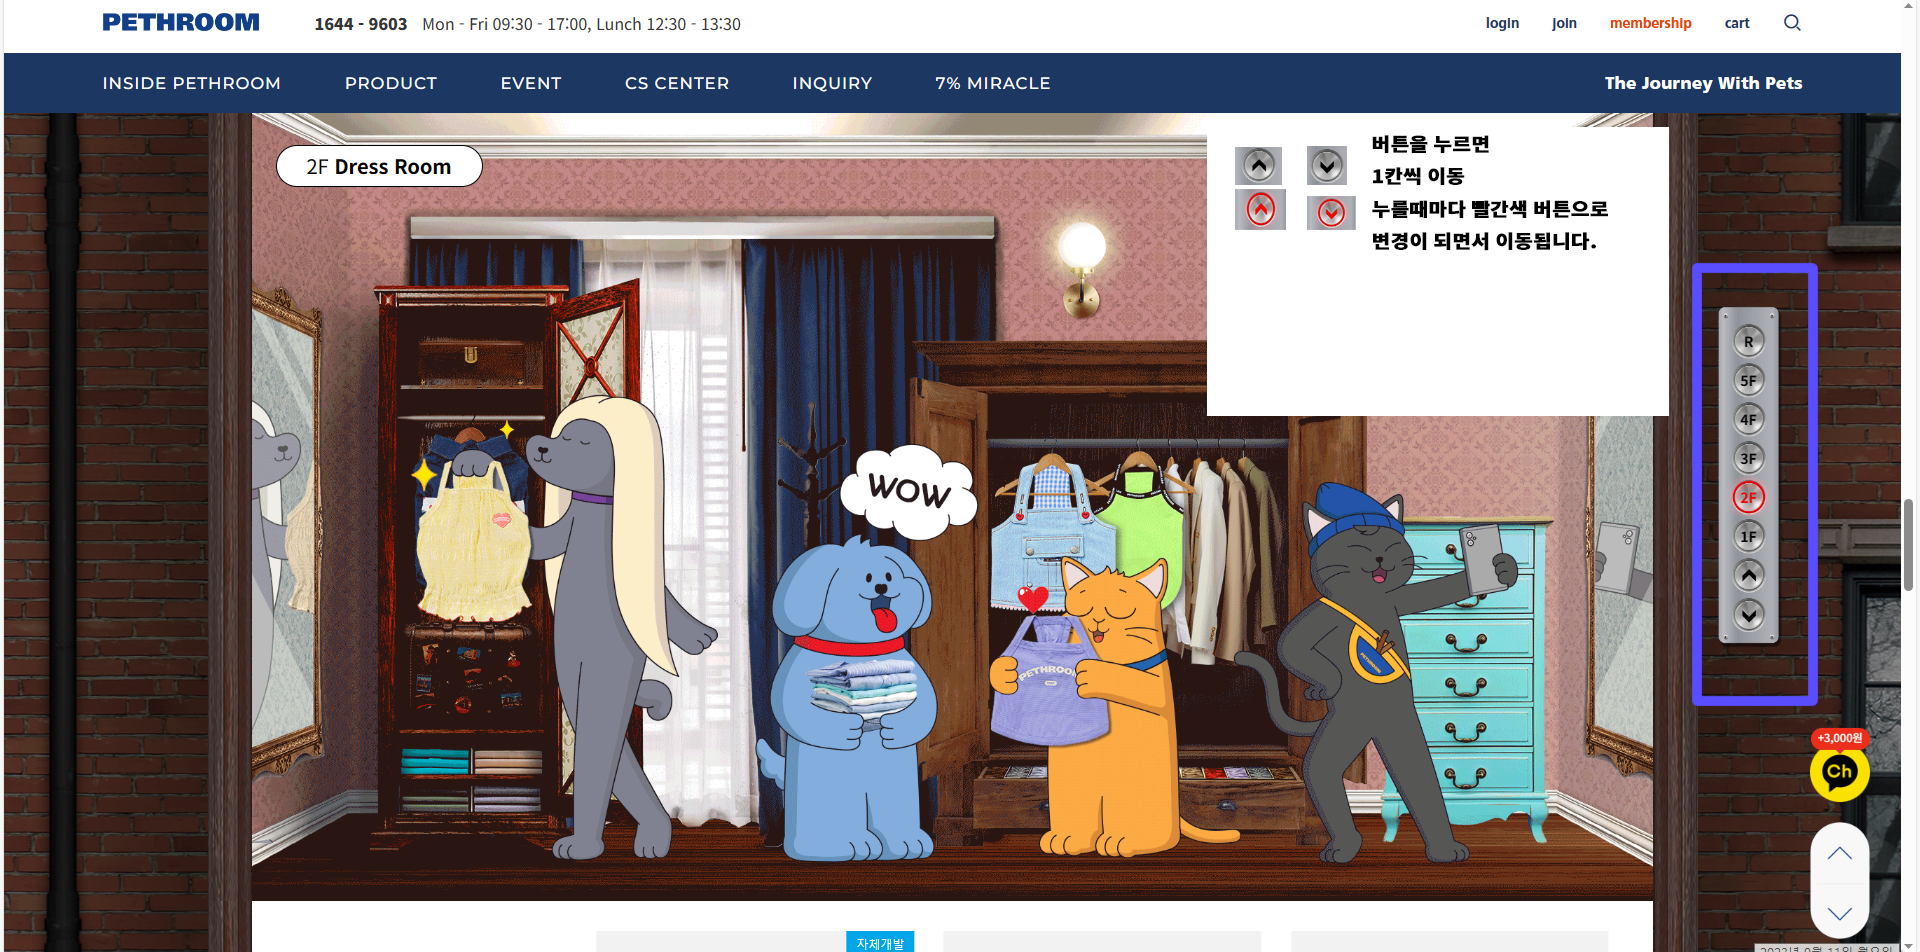 PETHROOM
1644 - 9603 Mon - Fri 09:30 - 17:00, Lunch 12:30 - 13:30
login join membership cart
INSIDE PETHROOM PRODUCT EVENT CS CENTER INQUIRY 7% MIRACLE
The Journey With Pets
2F Dress Room
버튼을 누르면
1칸씩 이동
누를때마다 빨간색 버튼으로
변경이 되면서 이동됩니다.
R
5F
4F
3F
2F
1F
WOW
PETHROOM
PETHROOM
+3,000원
Ch
자체개발